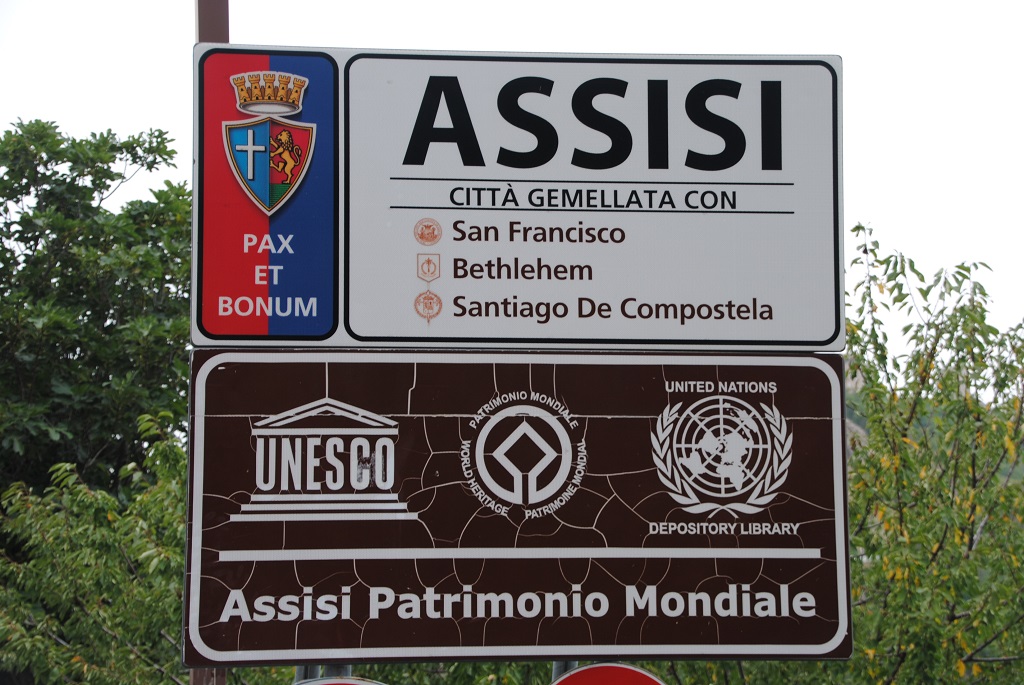 ASSISI
CITTÀ GEMELLATA CON
San Francisco
Bethlehem
Santiago De Compostela
PAX
ET
BONUM
UNESCO
PATRIMONIO MONDIALE
WORLD HERITAGE
PATRIMOINE MONDIAL
UNITED NATIONS
DEPOSITORY LIBRARY
Assisi Patrimonio Mondiale